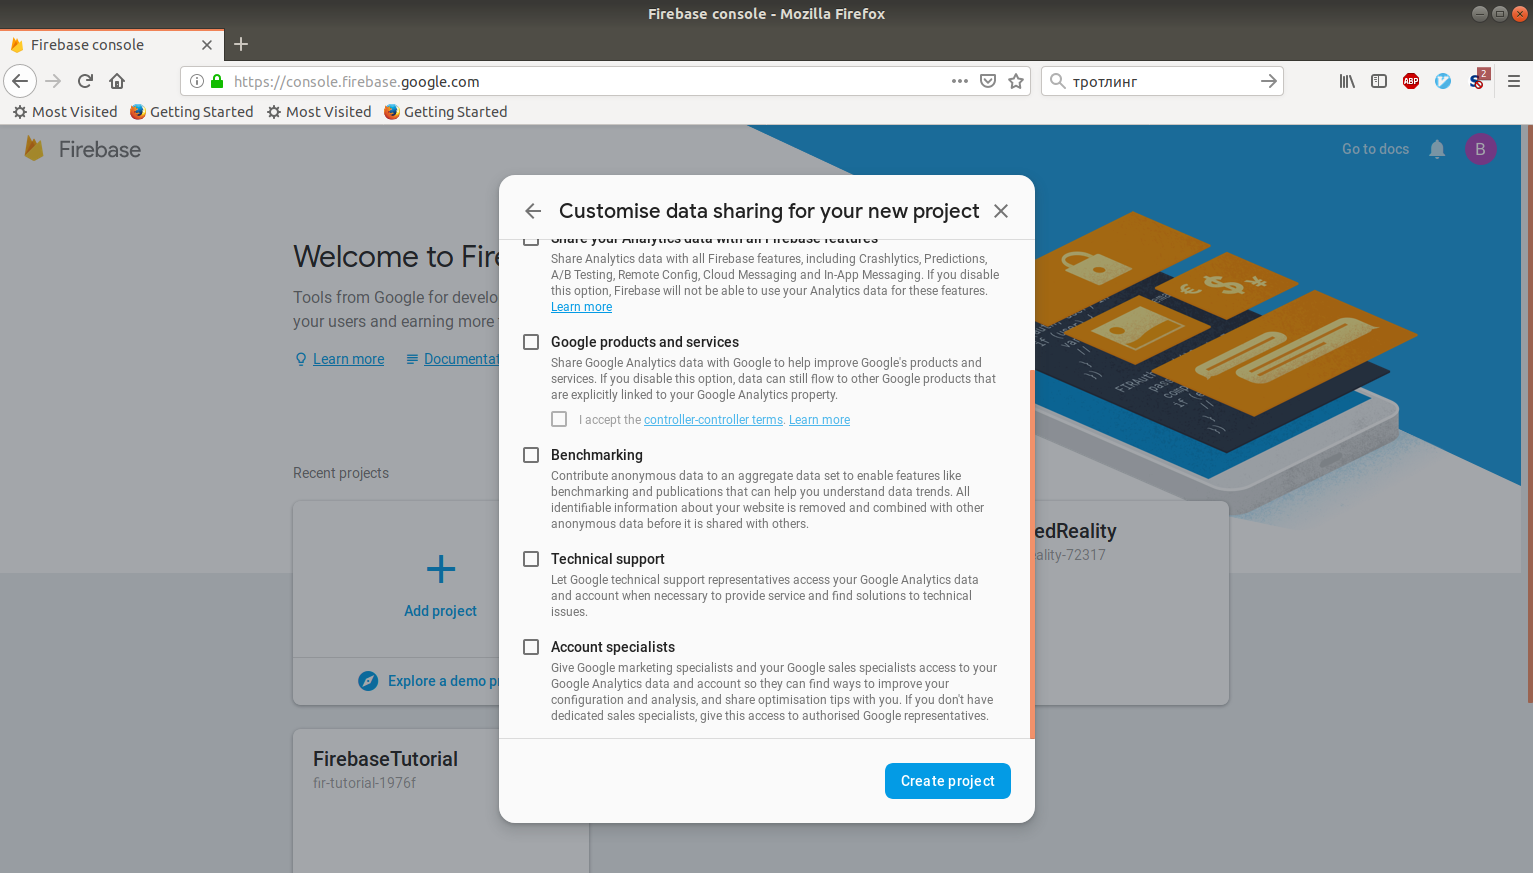 Firebase console - Mozilla Firefox
Firebase console
https://console.firebase.google.com
тротлинг
ABP
2
Most Visited
Getting Started
Most Visited
Getting Started
Firebase
Go to docs
B
Customise data sharing for your new project
Welcome to Fire
Tools from Google for develo
your users and earning more
Learn more
Documentat
Share your Analytics data with all Firebase features
Share Analytics data with all Firebase features, including Crashlytics, Predictions,
A/B Testing, Remote Config, Cloud Messaging and In-App Messaging. If you disable
this option, Firebase will not be able to use your Analytics data for these features.
Learn more
Google products and services
Share Google Analytics data with Google to help improve Google's products and
services. If you disable this option, data can still flow to other Google products that
are explicitly linked to your Google Analytics property.
I accept the controller-controller terms. Learn more
Benchmarking
Contribute anonymous data to an aggregate data set to enable features like
benchmarking and publications that can help you understand data trends. All
identifiable information about your website is removed and combined with other
anonymous data before it is shared with others.
Technical support
Let Google technical support representatives access your Google Analytics data
and account when necessary to provide service and find solutions to technical
issues.
Account specialists
Give Google marketing specialists and your Google sales specialists access to your
Google Analytics data and account so they can find ways to improve your
configuration and analysis, and share optimisation tips with you. If you don't have
dedicated sales specialists, give this access to authorised Google representatives.
Create project
Recent projects
Add project
Explore a demo pr
edReality
ality-72317
FirebaseTutorial
fir-tutorial-1976f